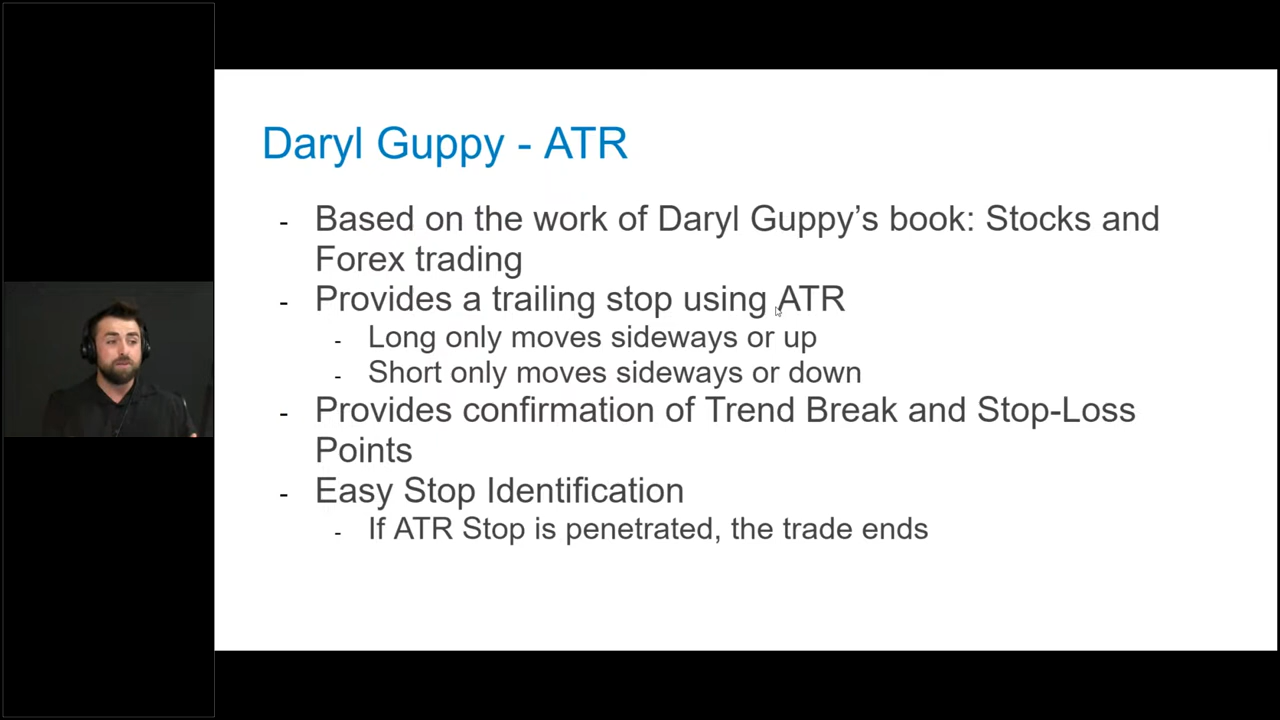 Daryl Guppy - ATR
- Based on the work of Daryl Guppy’s book: Stocks and
Forex trading
- Provides a trailing stop using ATR
- Long only moves sideways or up
- Short only moves sideways or down
- Provides confirmation of Trend Break and Stop-Loss
Points
- Easy Stop Identification
- If ATR Stop is penetrated, the trade ends